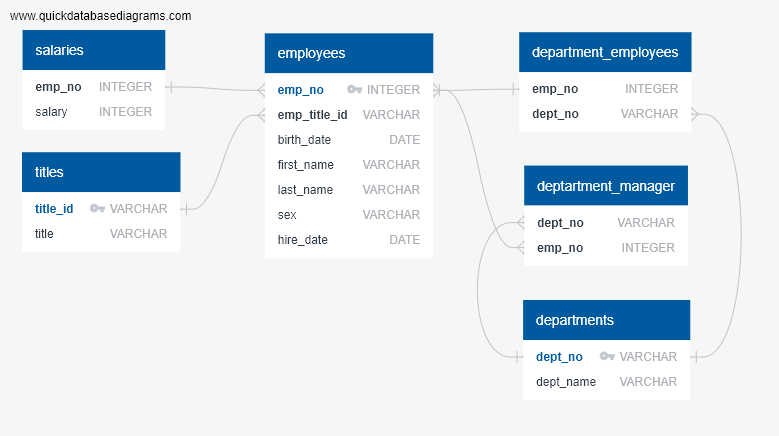 www.quickdatabasediagrams.com
salaries
emp_no INTEGER
salary INTEGER
titles
title_id VARCHAR
title VARCHAR
employees
emp_no INTEGER
emp_title_id VARCHAR
birth_date DATE
first_name VARCHAR
last_name VARCHAR
sex VARCHAR
hire_date DATE
department_employees
emp_no INTEGER
dept_no VARCHAR
deptartment_manager
dept_no VARCHAR
emp_no INTEGER
departments
dept_no VARCHAR
dept_name VARCHAR